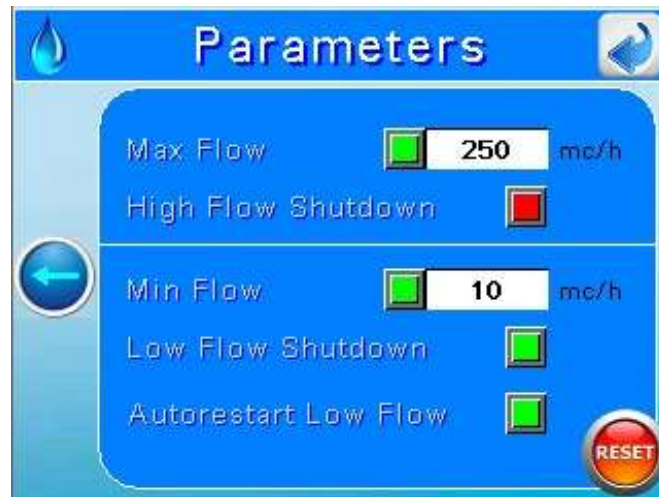 Parameters
Max Flow 250 mc/h
High Flow Shutdown
Min Flow 10 mc/h
Low Flow Shutdown
Autorestart Low Flow
RESET